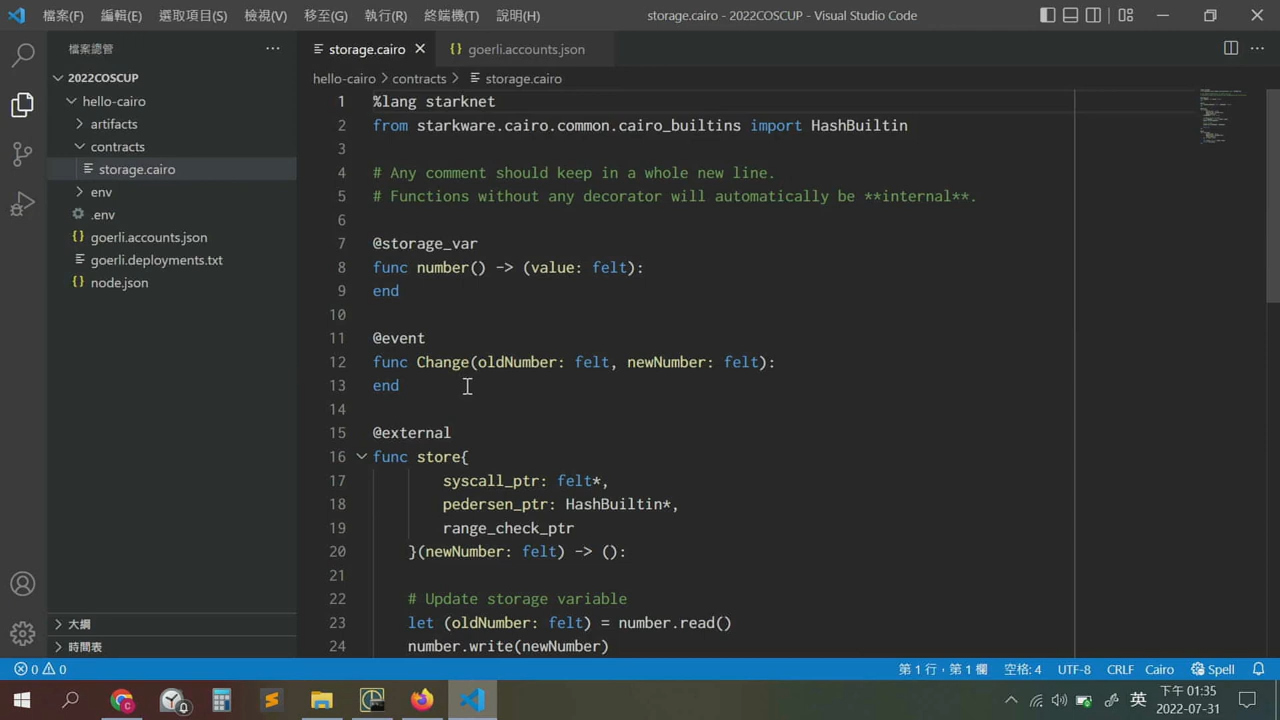 檔案(F) 編輯(E) 選取項目(S) 檢視(V) 移至(G) 執行(R) 終端機(T) 說明(H) storage.cairo - 2022COSCUP - Visual Studio Code
檔案總管
2022COSCUP
hello-cairo
artifacts
contracts
storage.cairo
env
.env
goerli.accounts.json
goerli.deployments.txt
node.json
大綱
時間表
storage.cairo
goerli.accounts.json
hello-cairo > contracts > storage.cairo
1 %lang starknet
2 from starkware.cairo.common.cairo_builtins import HashBuiltin
3
4 # Any comment should keep in a whole new line.
5 # Functions without any decorator will automatically be **internal**.
6
7 @storage_var
8 func number() -> (value: felt):
9 end
10
11 @event
12 func Change(oldNumber: felt, newNumber: felt):
13 end
14
15 @external
16 func store{
17 syscall_ptr: felt*,
18 pedersen_ptr: HashBuiltin*,
19 range_check_ptr
20 }(newNumber: felt) -> ():
21
22 # Update storage variable
23 let (oldNumber: felt) = number.read()
24 number.write(newNumber)
0 0 第 1 行，第 1 欄 空格: 4 UTF-8 CRLF Cairo Spell
英 下午 01:35
2022-07-31